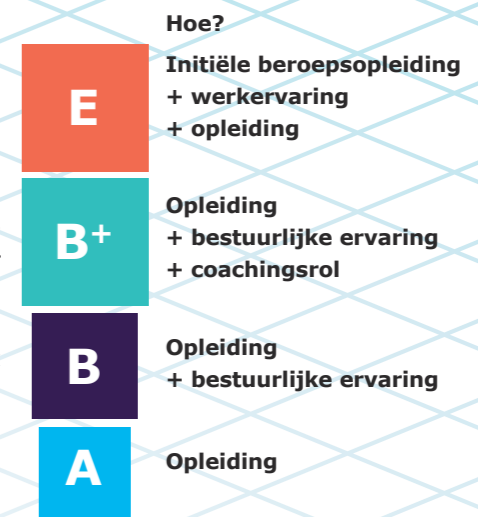 Hoe?
E
Initiële beroepsopleiding
+ werkervaring
+ opleiding
B+
Opleiding
+ bestuurlijke ervaring
+ coachingsrol
B
Opleiding
+ bestuurlijke ervaring
A
Opleiding